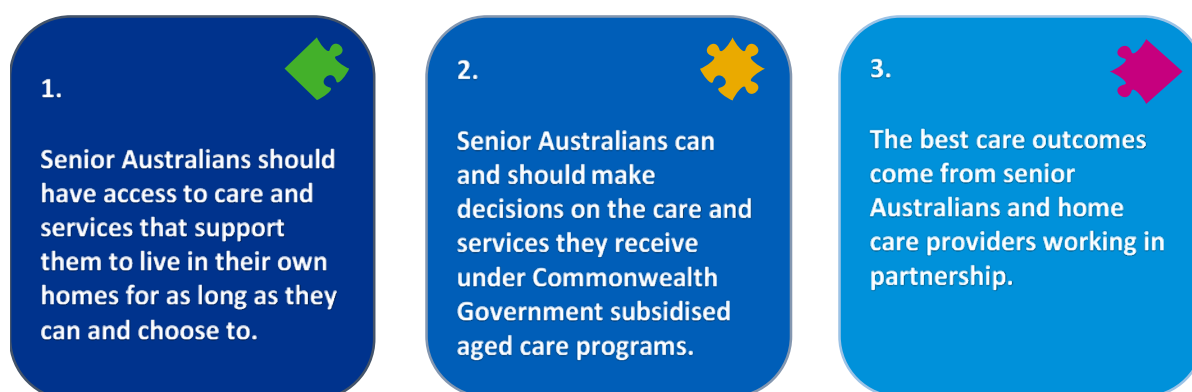 1.
Senior Australians should
have access to care and
services that support
them to live in their own
homes for as long as they
can and choose to.
2.
Senior Australians can
and should make
decisions on the care and
services they receive
under Commonwealth
Government subsidised
aged care programs.
3.
The best care outcomes
come from senior
Australians and home
care providers working in
partnership.